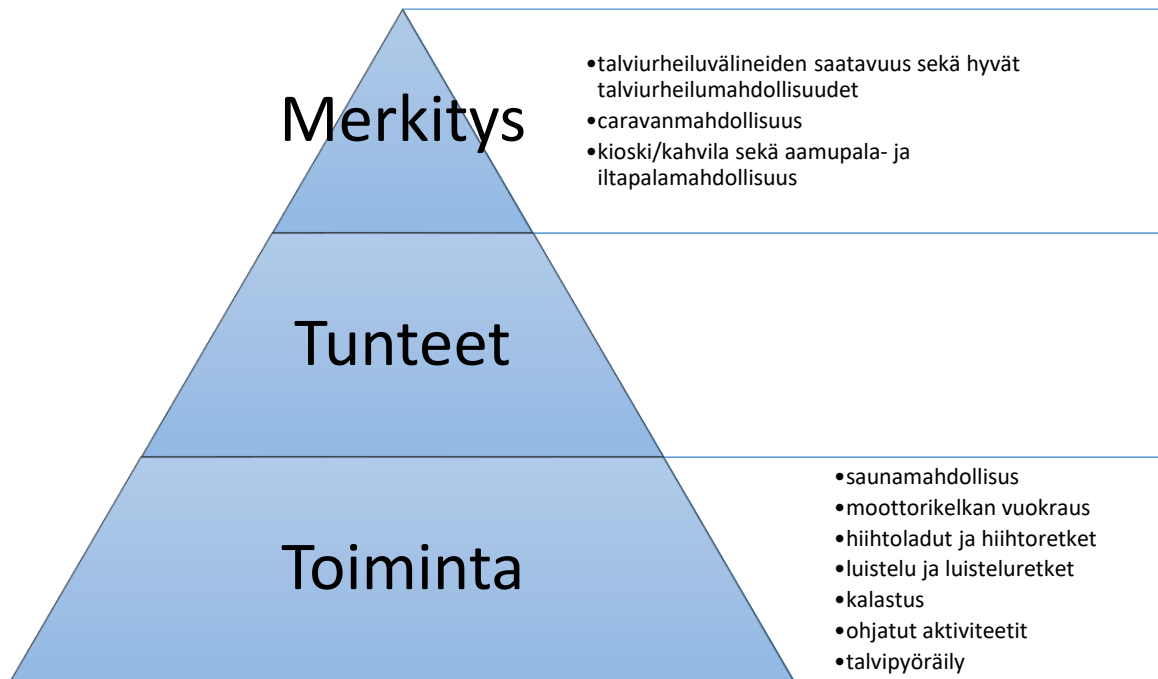 Merkitys
•talviurheiluvälineiden saatavuus sekä hyvät
talviurheilumahdollisuudet
•caravanmahdollisuus
•kioski/kahvila sekä aamupala- ja
iltapalamahdollisuus
Tunteet
Toiminta
•saunamahdollisus
•moottorikelkan vuokraus
•hiihtoladut ja hiihtoretket
•luistelu ja luisteluretket
•kalastus
•ohjatut aktiviteetit
•talvipyöräily